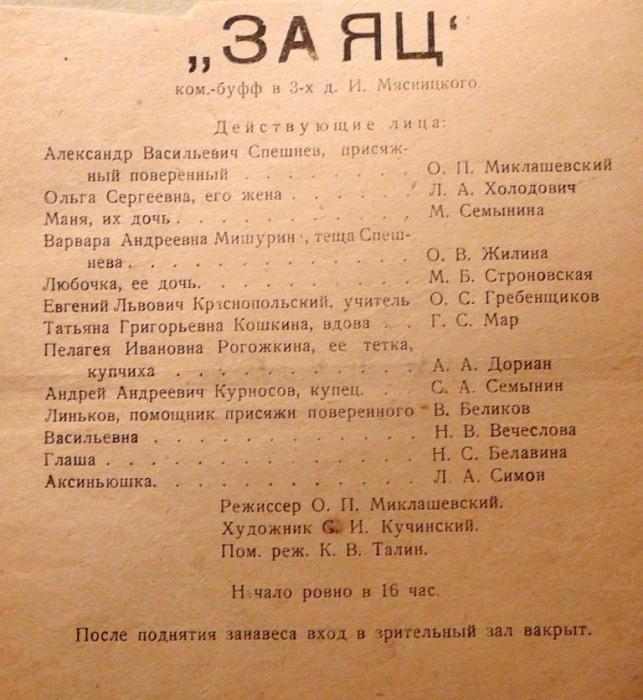 „ЗАЯЦ‘
ком.-буфф в 3-х д. И. Мясницкого.
Действующие лица:
Александр Васильевич Спешнев, присяж-
ный поверенный . . . . . . . . О. П. Миклашевский
Ольга Сергеевна, его жена . . . . . . Л. А. Холодович
Маня, их дочь . . . . . . . . . . . М. Семынина
Варвара Андреевна Мишурин , теща Спеш-
нева . . . . . . . . . . . . . О. В. Жилина
Любочка, ее дочь. . . . . . . . . . М. Б. Строновская
Евгений Львович Краснопольский, учитель О. С. Гребенщиков
Татьяна Григорьевна Кошкина, вдова . . Г. С. Мар
Пелагея Ивановна Рогожкина, ее тетка,
купчиха . . . . . . . . . . . А. А. Дориан
Андрей Андреевич Курносов, купец. . . С. А. Семынин
Линьков, помощник присяжн поверенного В. Беликов
Васильевна . . . . . . . . . . . . Н. В. Вечеслова
Глаша . . . . . . . . . . . . . . Н. С. Белавина
Аксиньюшка. . . . . . . . . . . . Л. А. Симон
Режиссер О. П. Миклашевский.
Художник С. И. Кучинский.
Пом. реж. К. В. Талин.
Начало ровно в 16 час.
После поднятия занавеса вход в зрительный зал вакрыт.